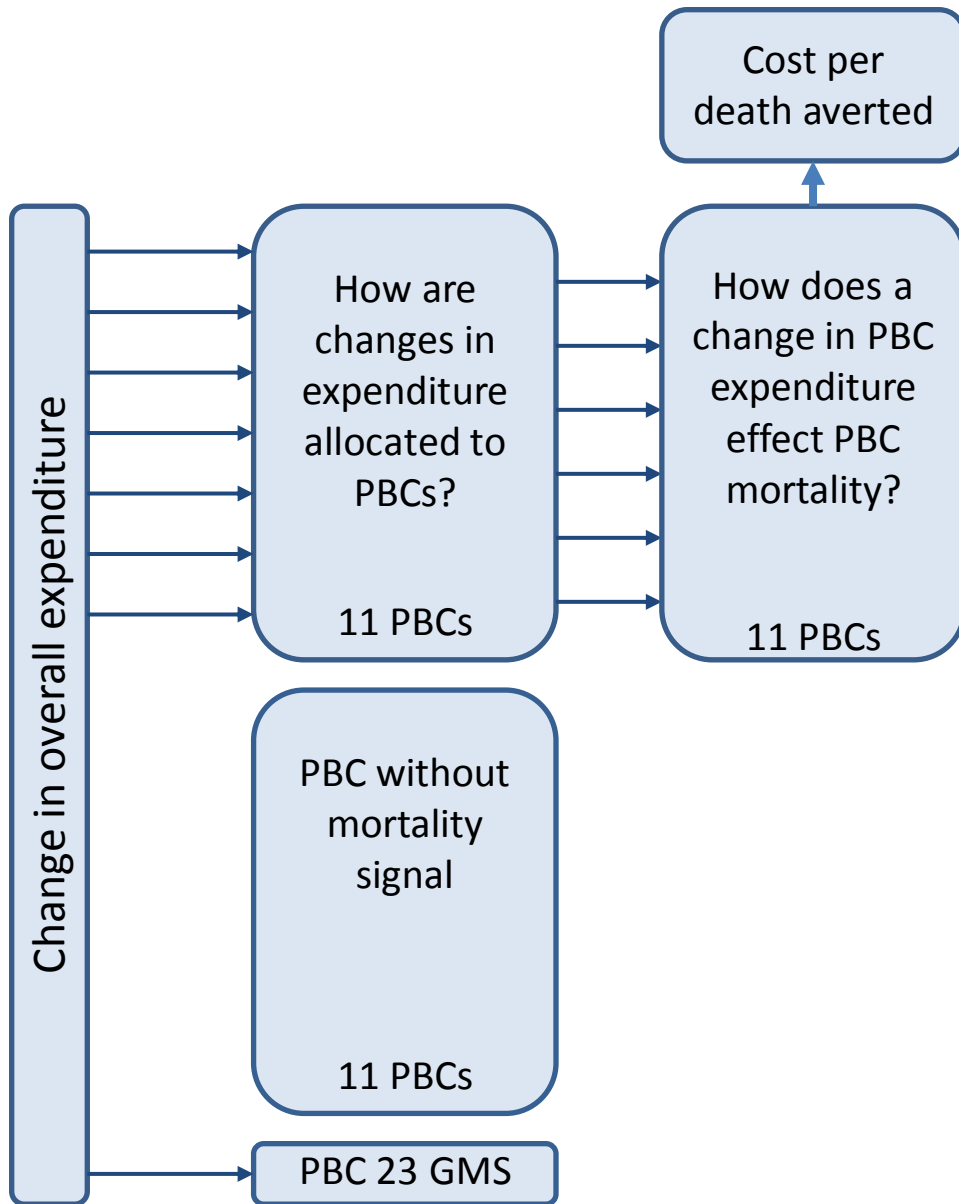 Cost per
death averted
Change in overall expenditure
How are
changes in
expenditure
allocated to
PBCs?
11 PBCs
How does a
change in PBC
expenditure
effect PBC
mortality?
11 PBCs
PBC without
mortality
signal
11 PBCs
PBC 23 GMS